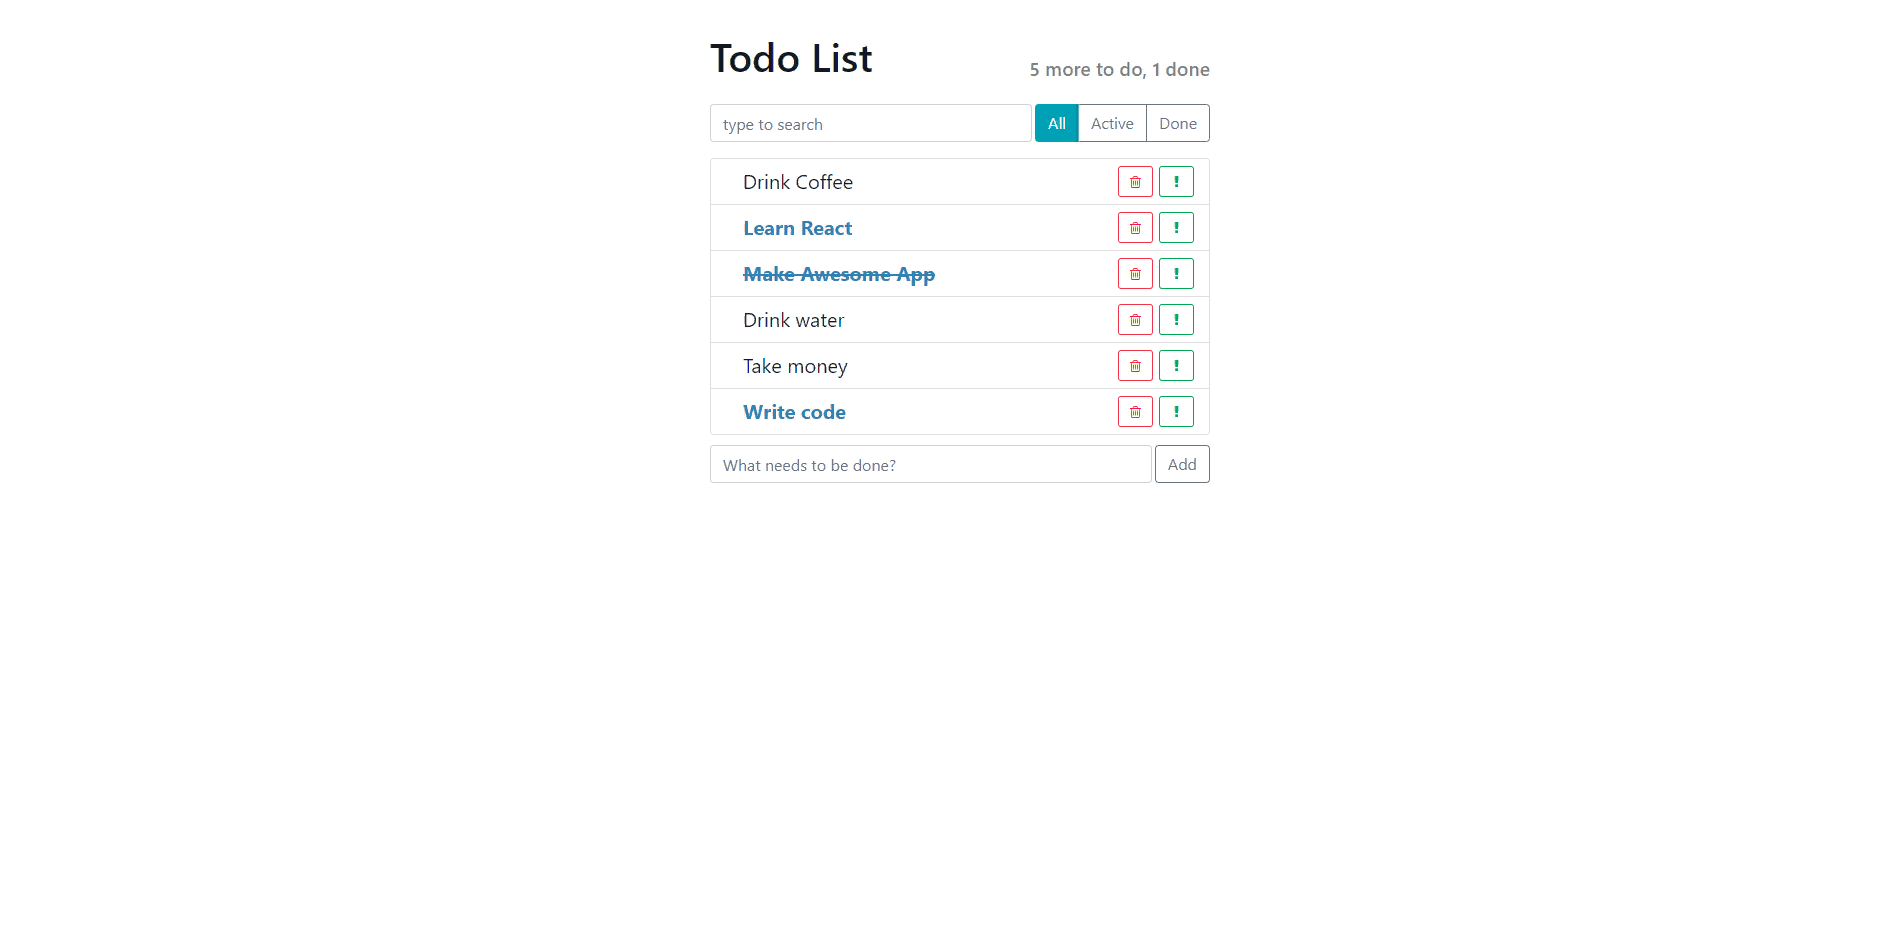 Todo List
5 more to do, 1 done
type to search
All Active Done
Drink Coffee
Learn React
Make Awesome App
Drink water
Take money
Write code
What needs to be done? Add